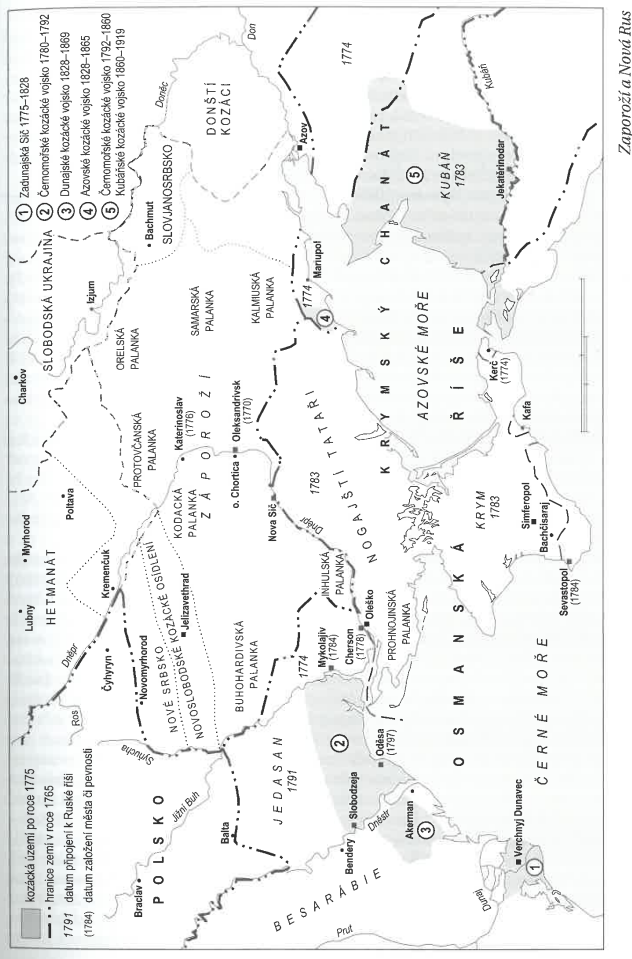 Zaporoží a Nová Rus
kozácká území po roce 1775
hranice zemí v roce 1765
1791 datum připojení k Ruské říši
(1784) datum založení města či pevnosti
1 Zadunajská Sič 1775–1828
2 Černomořské kozácké vojsko 1780–1792
3 Dunajské kozácké vojsko 1828–1869
4 Azovské kozácké vojsko 1828–1865
5 Černomořské kozácké vojsko 1792–1860
Kubáňské kozácké vojsko 1860–1919
Lubny
Myrhorod
Charkov
SLOBODSKÁ UKRAJINA
Izjum
HETMANÁT
Poltava
Dněpr
Ros
Kremenčuk
Čyhyryn
Bachmut
SLOVJANOSRBSKO
Doněc
Don
DONŠTÍ
KOZÁCI
Azov
1774
Novomyrhorod
NOVÉ SRBSKO
NOVOSLOBODSKÉ KOZÁCKÉ OSÍDLENÍ
Jelizavethrad
PROTOVČANSKÁ
PALANKA
ORELSKÁ
PALANKA
SAMARSKÁ
PALANKA
KALMIUSKÁ
PALANKA
KODACKÁ
PALANKA
Katerinoslav
(1776)
ZÁPOROŽÍ
o. Chortica
Oleksandrivsk
(1770)
Nova Sič
Mariupol
1774
4
Braclav
POLSKO
Jižní Buh
Syňucha
Balta
BUHOHARDIVSKÁ
PALANKA
1774
INHULSKÁ
PALANKA
Dněpr
1783
NOGAJŠTÍ TATAŘI
JEDASAN
1791
Mykolajiv
(1784)
Cherson
(1778)
Oleško
PROHNOJINSKÁ
PALANKA
KRYMSKÝ CHANÁT
5
KUBÁŇ
1783
Kubáň
Jekatěrinodar
AZOVSKÉ MOŘE
2
Slobodzeja
Bendery
Dněstr
Oděsa
(1797)
Akerman
3
BESARÁBIE
Prut
OSMANSKÁ ŘÍŠE
KRYM
1783
Kerč
(1774)
Kafa
Simferopol
Bachčisaraj
Sevastopol
(1784)
ČERNÉ MOŘE
Dunaj
Verchnyj Dunavec
1